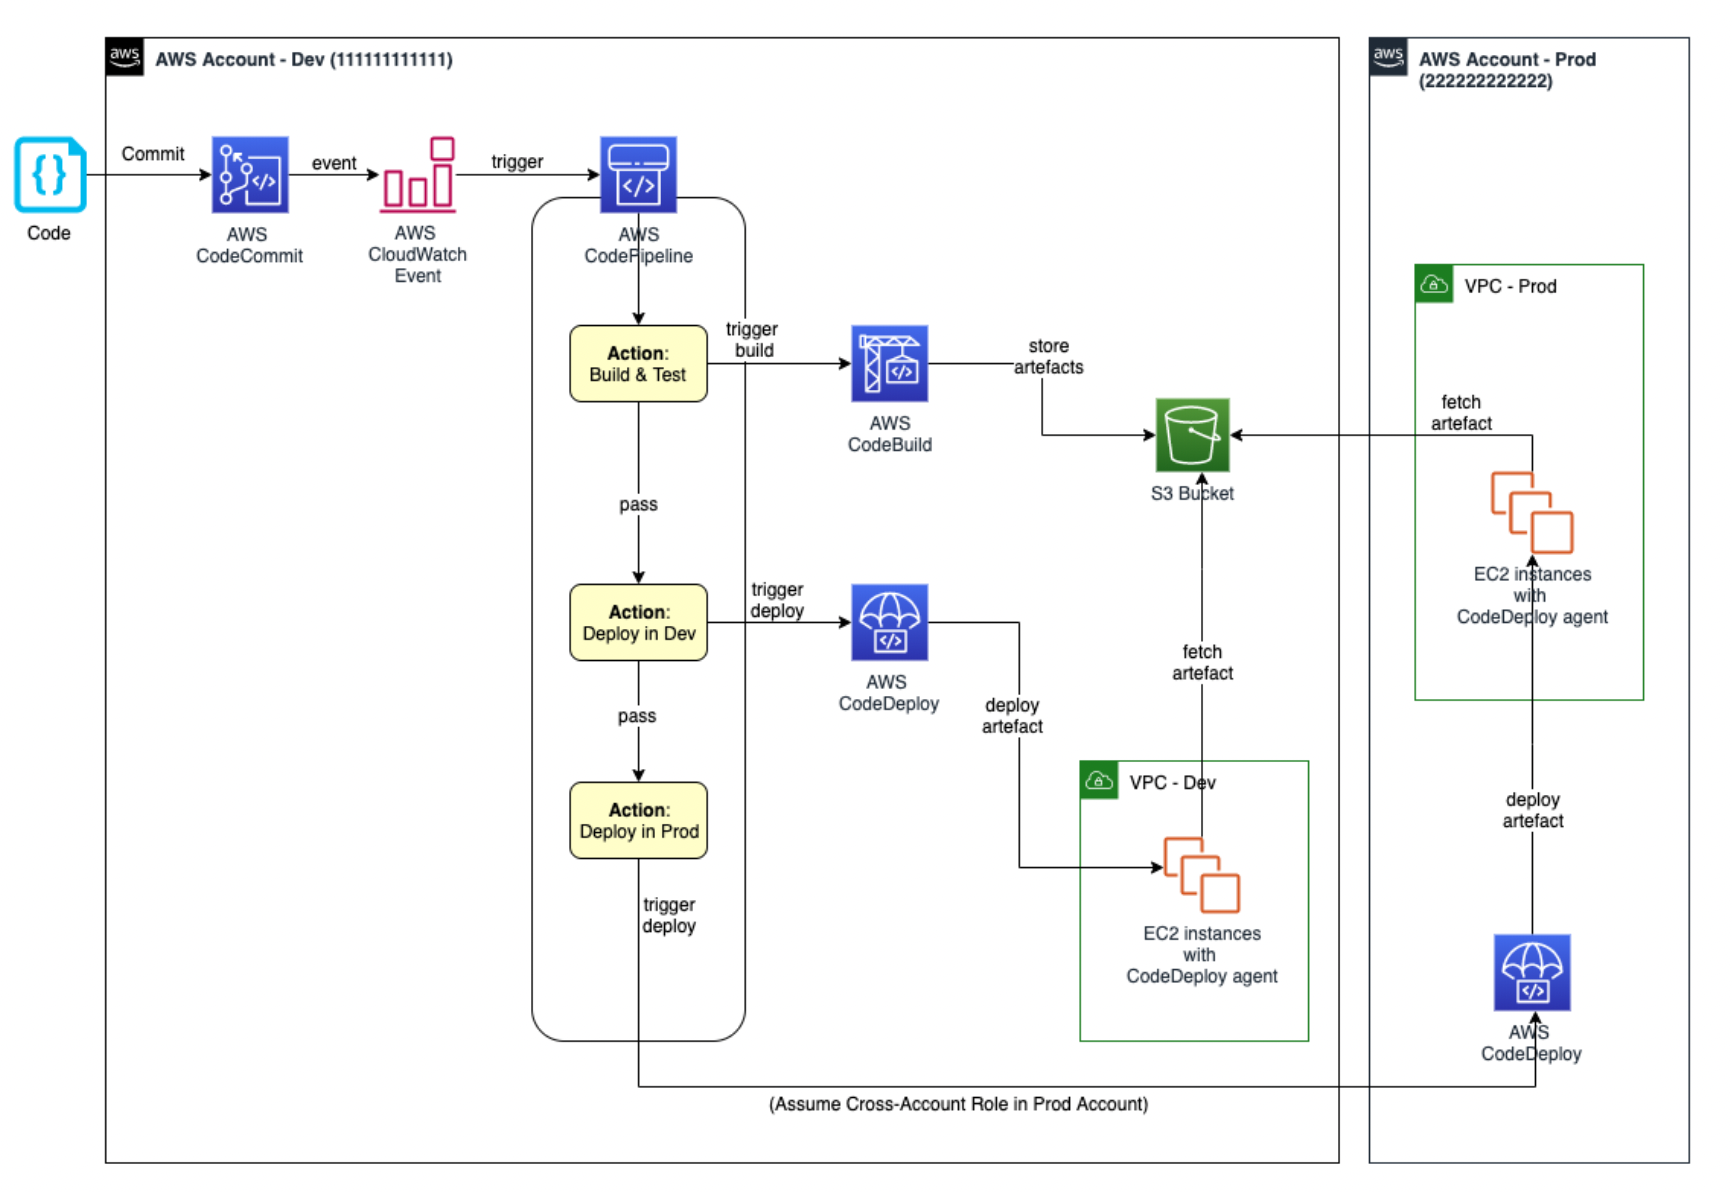 aws
AWS Account - Dev (111111111111)
aws
AWS Account - Prod
(222222222222)
Commit
event
trigger
Code
AWS
CodeCommit
AWS
CloudWatch
Event
AWS
CodePipeline
VPC - Prod
trigger
build
Action:
Build & Test
store
artefacts
AWS
CodeBuild
fetch
artefact
S3 Bucket
pass
EC2 instances
with
CodeDeploy agent
trigger
deploy
Action:
Deploy in Dev
fetch
artefact
AWS
CodeDeploy
deploy
artefact
pass
VPC - Dev
Action:
Deploy in Prod
deploy
artefact
trigger
deploy
EC2 instances
with
CodeDeploy agent
AWS
CodeDeploy
(Assume Cross-Account Role in Prod Account)